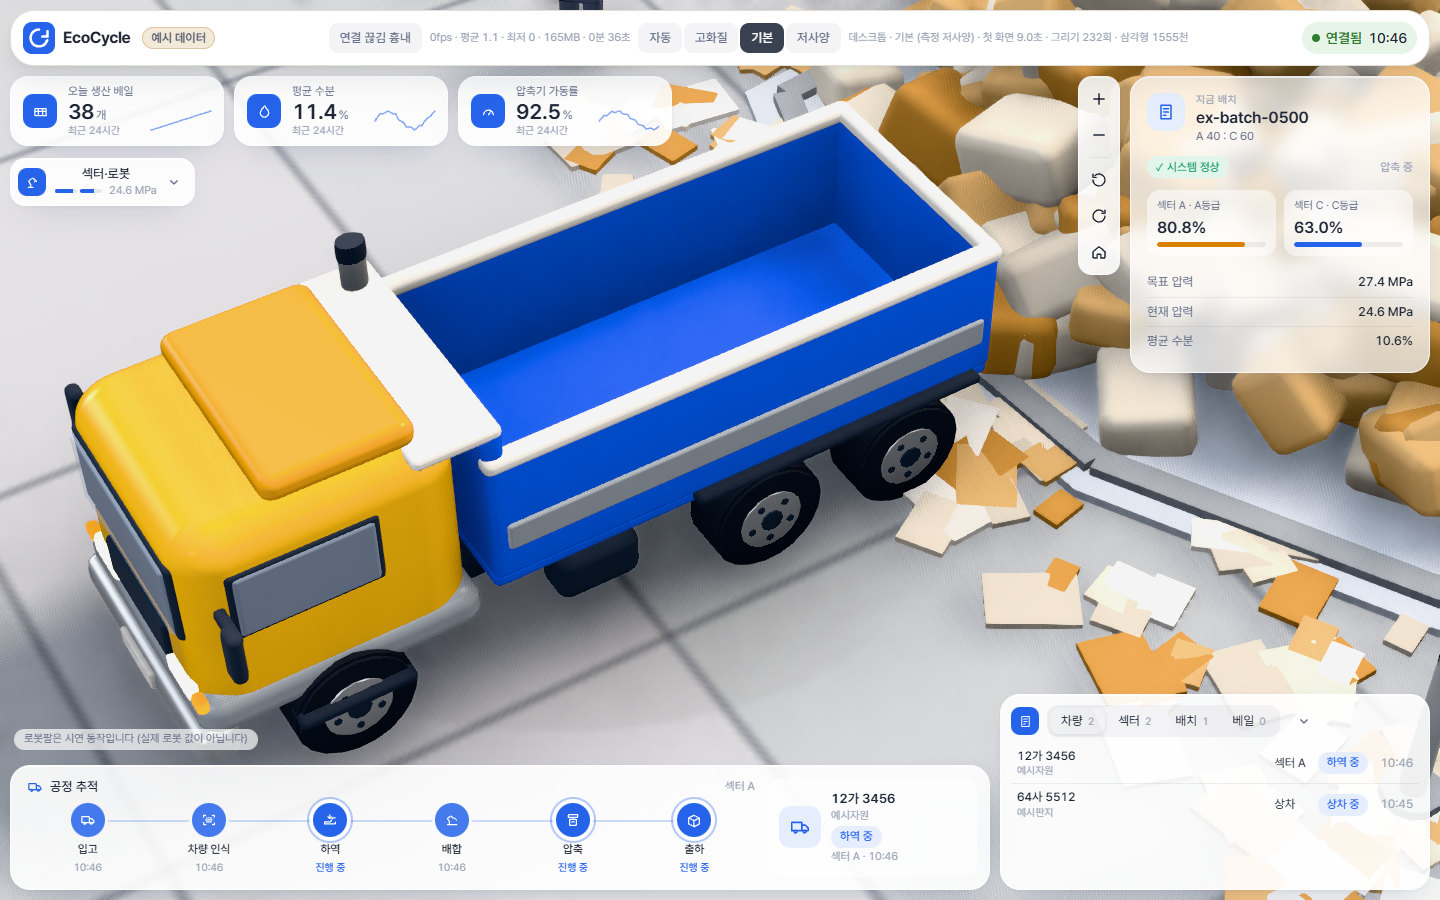 EcoCycle
예시 데이터
연결 끊김 흉내
0fps · 평균 1.1 · 최저 0 · 165MB · 0분 36초
자동
고화질
기본
저사양
데스크톱 · 기본 (측정 저사양) · 첫 화면 9.0초 · 그리기 232회 · 삼각형 1555천
연결됨 10:46
오늘 생산 베일
38 개
최근 24시간
평균 수분
11.4 %
최근 24시간
압축기 가동률
92.5 %
최근 24시간
섹터·로봇
24.6 MPa
지금 배치
ex-batch-0500
A 40 : C 60
✓ 시스템 정상
압축 중
섹터 A · A등급
80.8%
섹터 C · C등급
63.0%
목표 압력 27.4 MPa
현재 압력 24.6 MPa
평균 수분 10.6%
로봇팔은 시연 동작입니다 (실제 로봇 값이 아닙니다)
공정 추적
섹터 A
입고
10:46
차량 인식
10:46
하역
진행 중
배합
10:46
압축
진행 중
출하
진행 중
12가 3456
예시자원
하역 중
섹터 A · 10:46
차량 2
섹터 2
배치 1
베일 0
12가 3456
예시자원
섹터 A 하역 중 10:46
64사 5512
예시판지
상차 상차 중 10:45